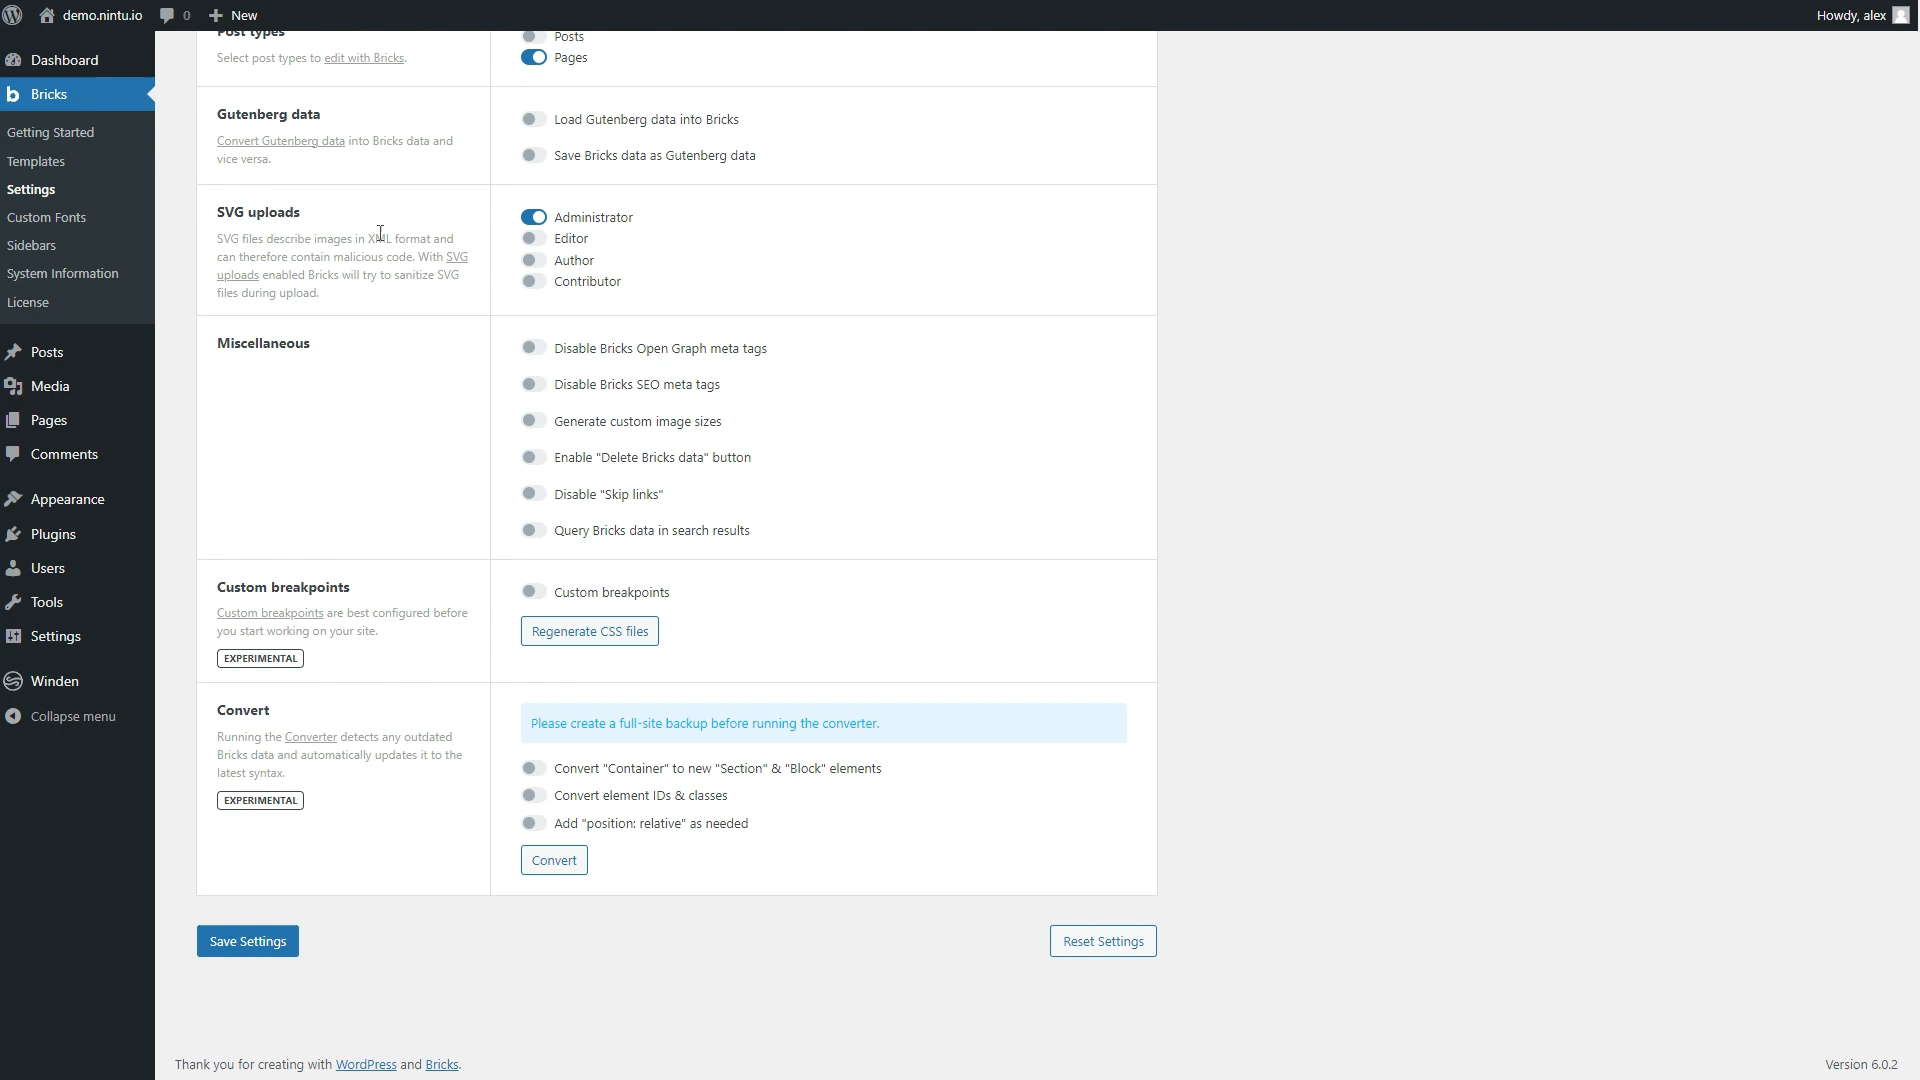 demo.nintu.io
0
New
Howdy, alex
Dashboard
Bricks
Getting Started
Templates
Settings
Custom Fonts
Sidebars
System Information
License
Posts
Media
Pages
Comments
Appearance
Plugins
Users
Tools
Settings
Winden
Collapse menu
Post types
Select post types to edit with Bricks.
Posts
Pages
Gutenberg data
Convert Gutenberg data into Bricks data and
vice versa.
Load Gutenberg data into Bricks
Save Bricks data as Gutenberg data
SVG uploads
SVG files describe images in XML format and
can therefore contain malicious code. With SVG
uploads enabled Bricks will try to sanitize SVG
files during upload.
Administrator
Editor
Author
Contributor
Miscellaneous
Disable Bricks Open Graph meta tags
Disable Bricks SEO meta tags
Generate custom image sizes
Enable "Delete Bricks data" button
Disable "Skip links"
Query Bricks data in search results
Custom breakpoints
Custom breakpoints are best configured before
you start working on your site.
EXPERIMENTAL
Custom breakpoints
Regenerate CSS files
Convert
Running the Converter detects any outdated
Bricks data and automatically updates it to the
latest syntax.
EXPERIMENTAL
Please create a full-site backup before running the converter.
Convert "Container" to new "Section" & "Block" elements
Convert element IDs & classes
Add "position: relative" as needed
Convert
Save Settings
Reset Settings
Thank you for creating with WordPress and Bricks.
Version 6.0.2